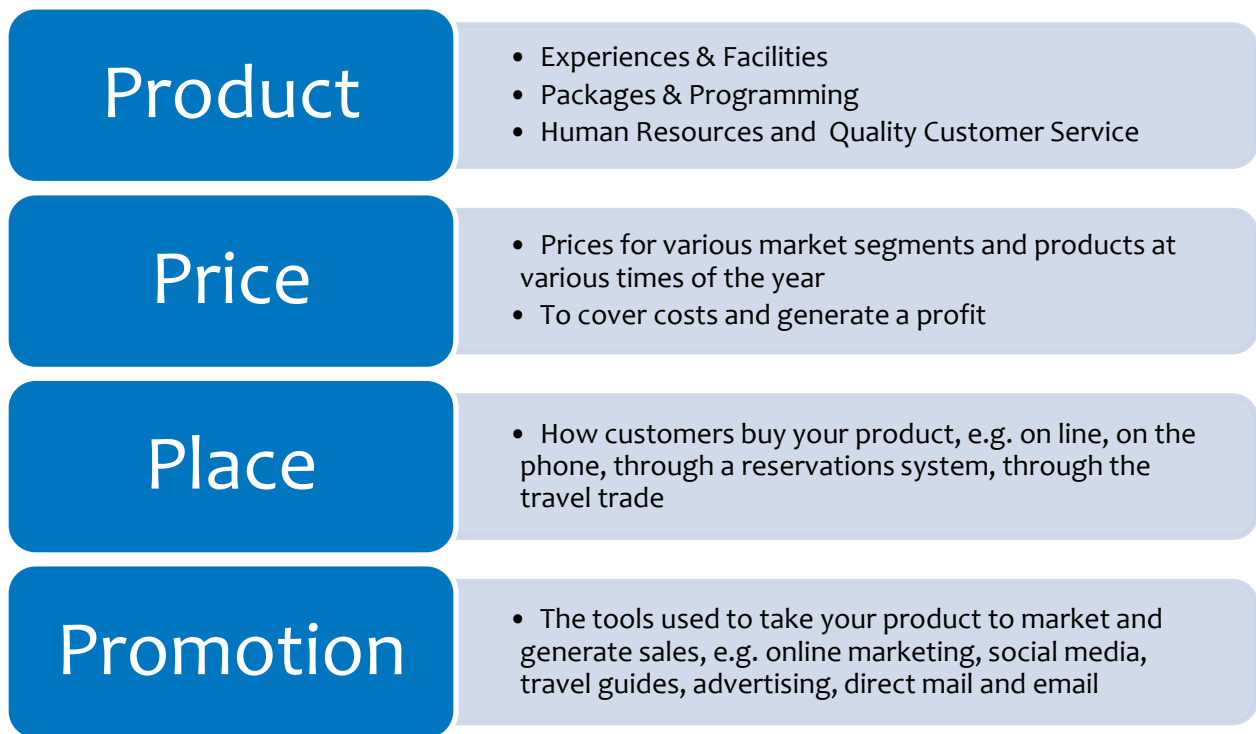 Product
• Experiences & Facilities
• Packages & Programming
• Human Resources and Quality Customer Service
Price
• Prices for various market segments and products at
various times of the year
• To cover costs and generate a profit
Place
• How customers buy your product, e.g. on line, on the
phone, through a reservations system, through the
travel trade
Promotion
• The tools used to take your product to market and
generate sales, e.g. online marketing, social media,
travel guides, advertising, direct mail and email